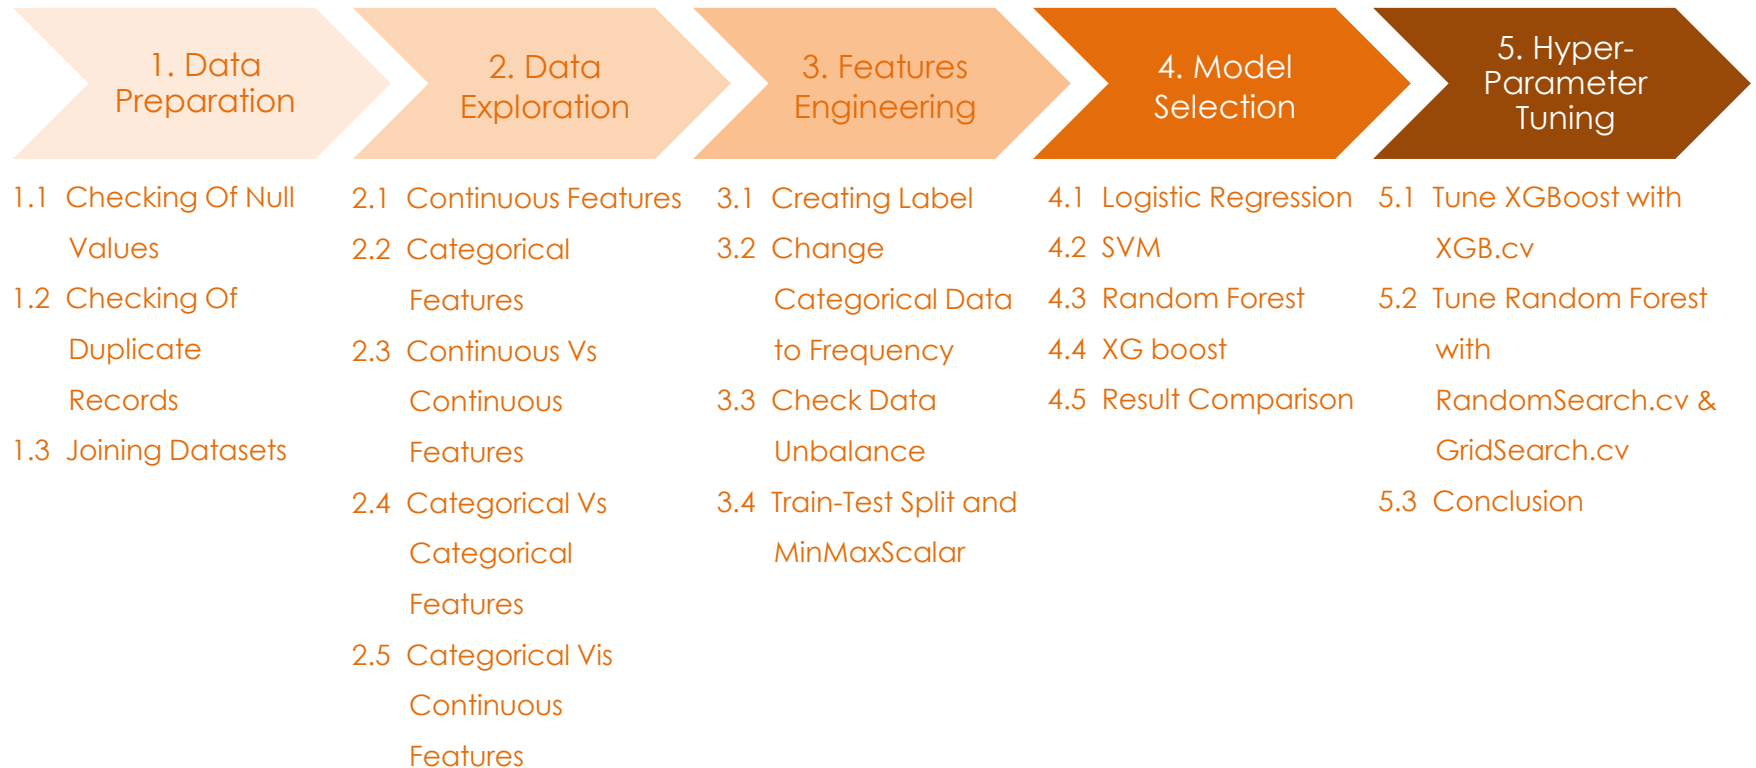 1. Data
Preparation
2. Data
Exploration
3. Features
Engineering
4. Model
Selection
5. Hyper-
Parameter
Tuning
1.1 Checking Of Null
Values
1.2 Checking Of
Duplicate
Records
1.3 Joining Datasets
2.1 Continuous Features
2.2 Categorical
Features
2.3 Continuous Vs
Continuous
Features
2.4 Categorical Vs
Categorical
Features
2.5 Categorical Vis
Continuous
Features
3.1 Creating Label
3.2 Change
Categorical Data
to Frequency
3.3 Check Data
Unbalance
3.4 Train-Test Split and
MinMaxScalar
4.1 Logistic Regression
4.2 SVM
4.3 Random Forest
4.4 XG boost
4.5 Result Comparison
5.1 Tune XGBoost with
XGB.cv
5.2 Tune Random Forest
with
RandomSearch.cv &
GridSearch.cv
5.3 Conclusion